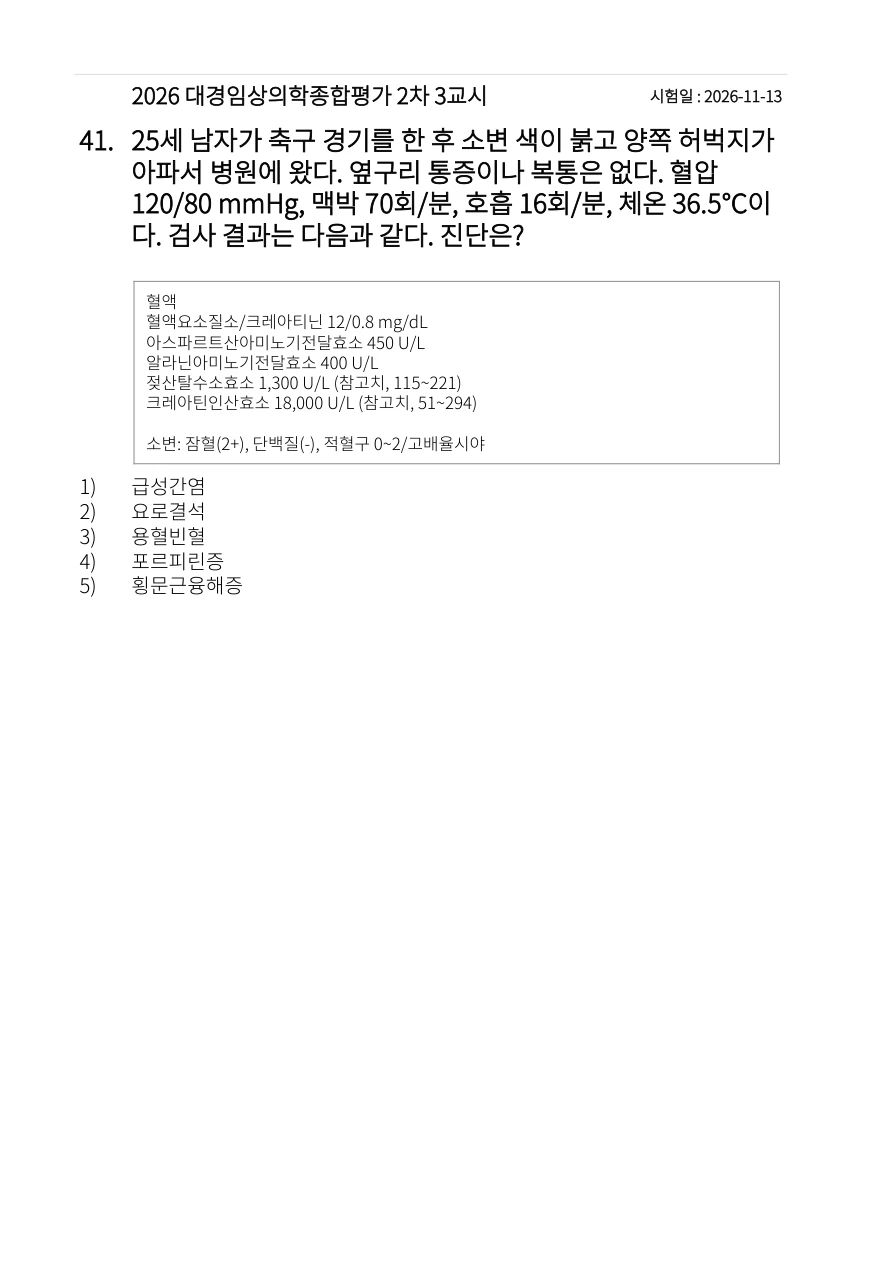 2026 대경임상의학종합평가 2차 3교시
시험일 : 2026-11-13
41. 25세 남자가 축구 경기를 한 후 소변 색이 붉고 양쪽 허벅지가
아파서 병원에 왔다. 옆구리 통증이나 복통은 없다. 혈압
120/80 mmHg, 맥박 70회/분, 호흡 16회/분, 체온 36.5℃이
다. 검사 결과는 다음과 같다. 진단은?
혈액
혈액요소질소/크레아티닌 12/0.8 mg/dL
아스파르트산아미노기전달효소 450 U/L
알라닌아미노기전달효소 400 U/L
젖산탈수소효소 1,300 U/L (참고치, 115~221)
크레아틴인산효소 18,000 U/L (참고치, 51~294)
소변: 잠혈(2+), 단백질(-), 적혈구 0~2/고배율시야
1) 급성간염
2) 요로결석
3) 용혈빈혈
4) 포르피린증
5) 횡문근융해증